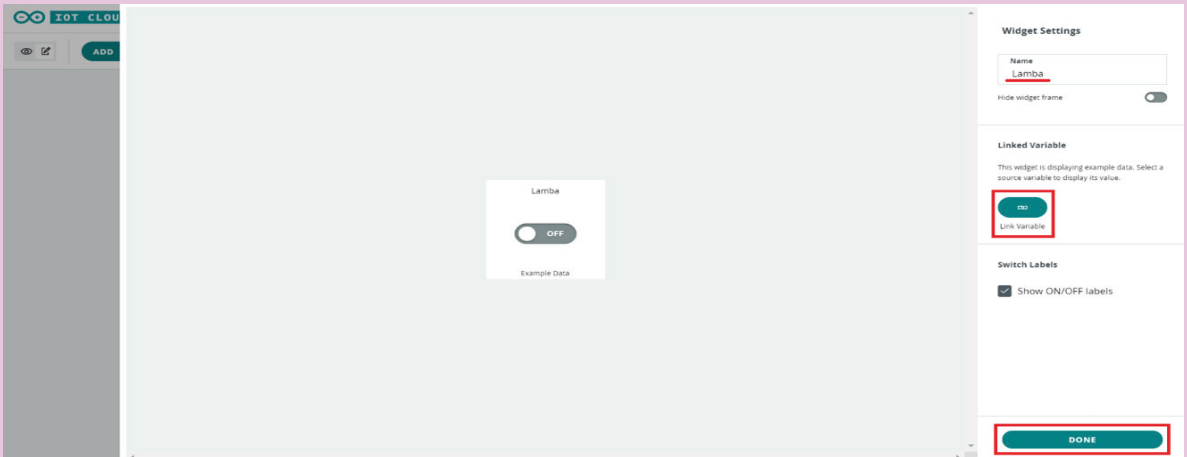 IOT CLOU
ADD
Lamba
OFF
Example Data
Widget Settings
Name
Lamba
Hide widget frame
Linked Variable
This widget is displaying example data. Select a
source variable to display its value.
Link Variable
Switch Labels
Show ON/OFF labels
DONE